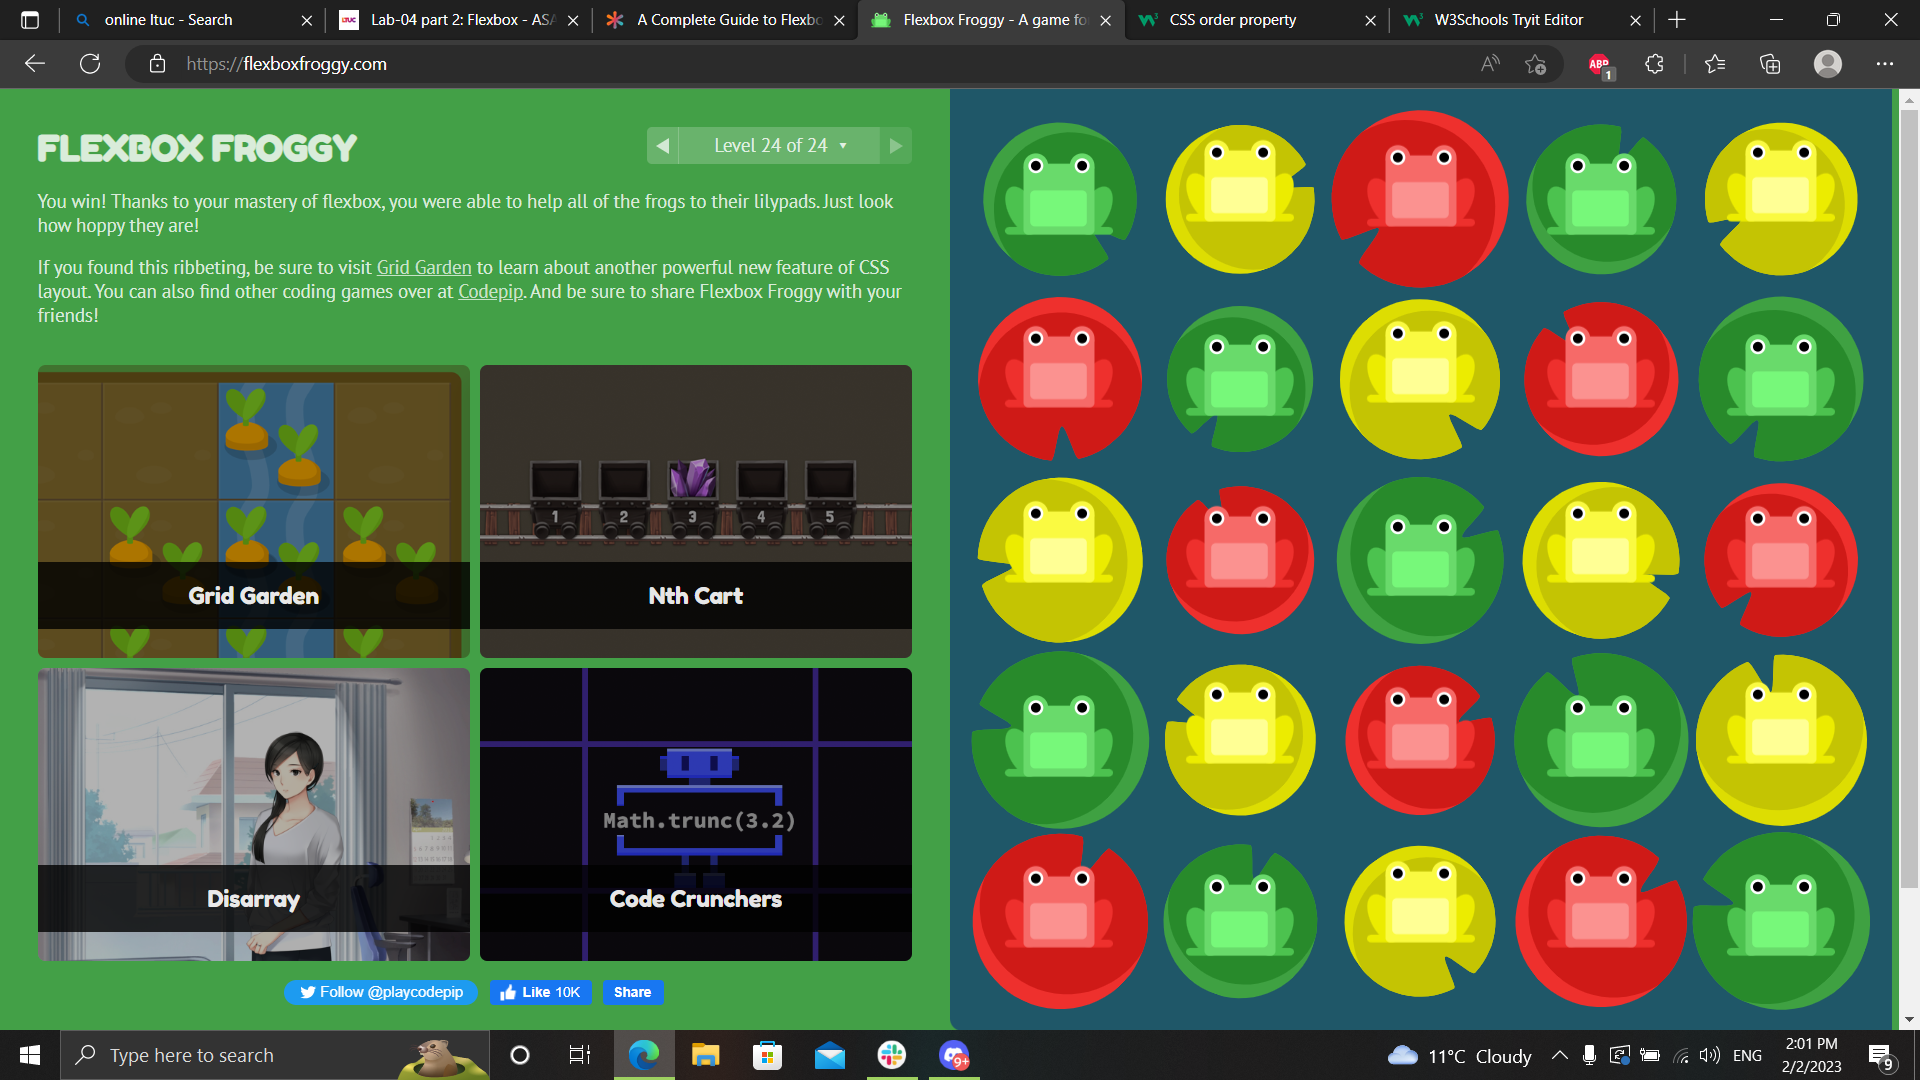 online ltuc - Search
Lab-04 part 2: Flexbox - ASA
A Complete Guide to Flexbo
Flexbox Froggy - A game fo
CSS order property
W3Schools Tryit Editor
https://flexboxfroggy.com
ABP
1
FLEXBOX FROGGY
Level 24 of 24
You win! Thanks to your mastery of flexbox, you were able to help all of the frogs to their lilypads. Just look
how hoppy they are!
If you found this ribbeting, be sure to visit Grid Garden to learn about another powerful new feature of CSS
layout. You can also find other coding games over at Codepip. And be sure to share Flexbox Froggy with your
friends!
1 2 3 4 5
Grid Garden
Nth Cart
Math.trunc(3.2)
Disarray
Code Crunchers
Follow @playcodepip
Like 10K
Share
Type here to search
9+
11°C Cloudy
ENG
2:01 PM
2/2/2023
9